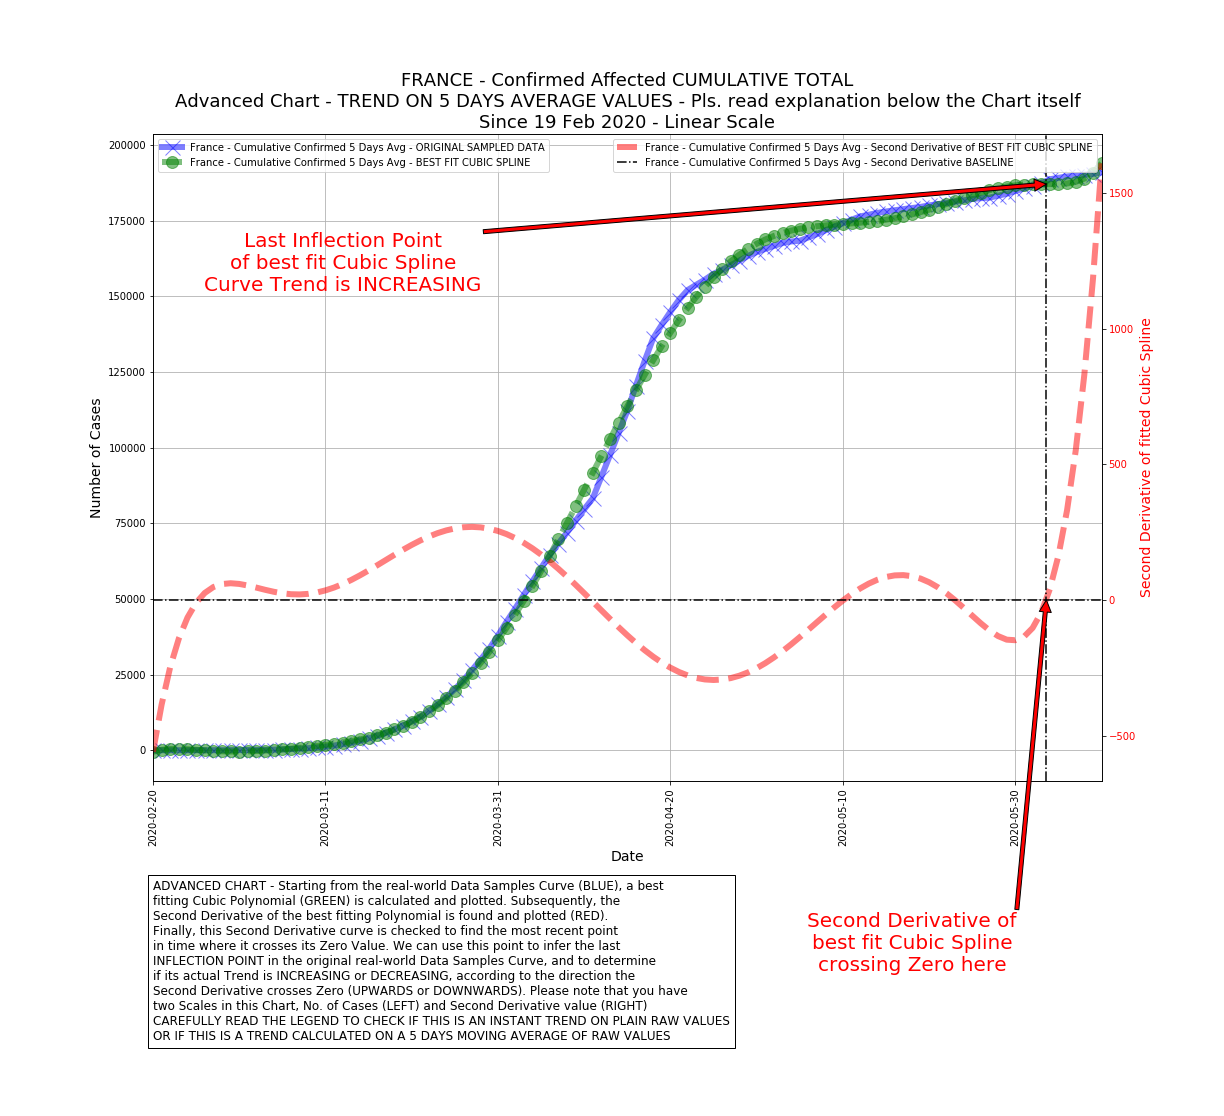 FRANCE - Confirmed Affected CUMULATIVE TOTAL
Advanced Chart - TREND ON 5 DAYS AVERAGE VALUES - Pls. read explanation below the Chart itself
Since 19 Feb 2020 - Linear Scale
France - Cumulative Confirmed 5 Days Avg - ORIGINAL SAMPLED DATA
France - Cumulative Confirmed 5 Days Avg - BEST FIT CUBIC SPLINE
France - Cumulative Confirmed 5 Days Avg - Second Derivative of BEST FIT CUBIC SPLINE
France - Cumulative Confirmed 5 Days Avg - Second Derivative BASELINE
Last Inflection Point
of best fit Cubic Spline
Curve Trend is INCREASING
Number of Cases
200000
175000
150000
125000
100000
75000
50000
25000
0
1500
1000
500
0
−500
Second Derivative of fitted Cubic Spline
2020-02-20
2020-03-11
2020-03-31
2020-04-20
2020-05-10
2020-05-30
Date
Second Derivative of
best fit Cubic Spline
crossing Zero here
ADVANCED CHART - Starting from the real-world Data Samples Curve (BLUE), a best
fitting Cubic Polynomial (GREEN) is calculated and plotted. Subsequently, the
Second Derivative of the best fitting Polynomial is found and plotted (RED).
Finally, this Second Derivative curve is checked to find the most recent point
in time where it crosses its Zero Value. We can use this point to infer the last
INFLECTION POINT in the original real-world Data Samples Curve, and to determine
if its actual Trend is INCREASING or DECREASING, according to the direction the
Second Derivative crosses Zero (UPWARDS or DOWNWARDS). Please note that you have
two Scales in this Chart, No. of Cases (LEFT) and Second Derivative value (RIGHT)
CAREFULLY READ THE LEGEND TO CHECK IF THIS IS AN INSTANT TREND ON PLAIN RAW VALUES
OR IF THIS IS A TREND CALCULATED ON A 5 DAYS MOVING AVERAGE OF RAW VALUES